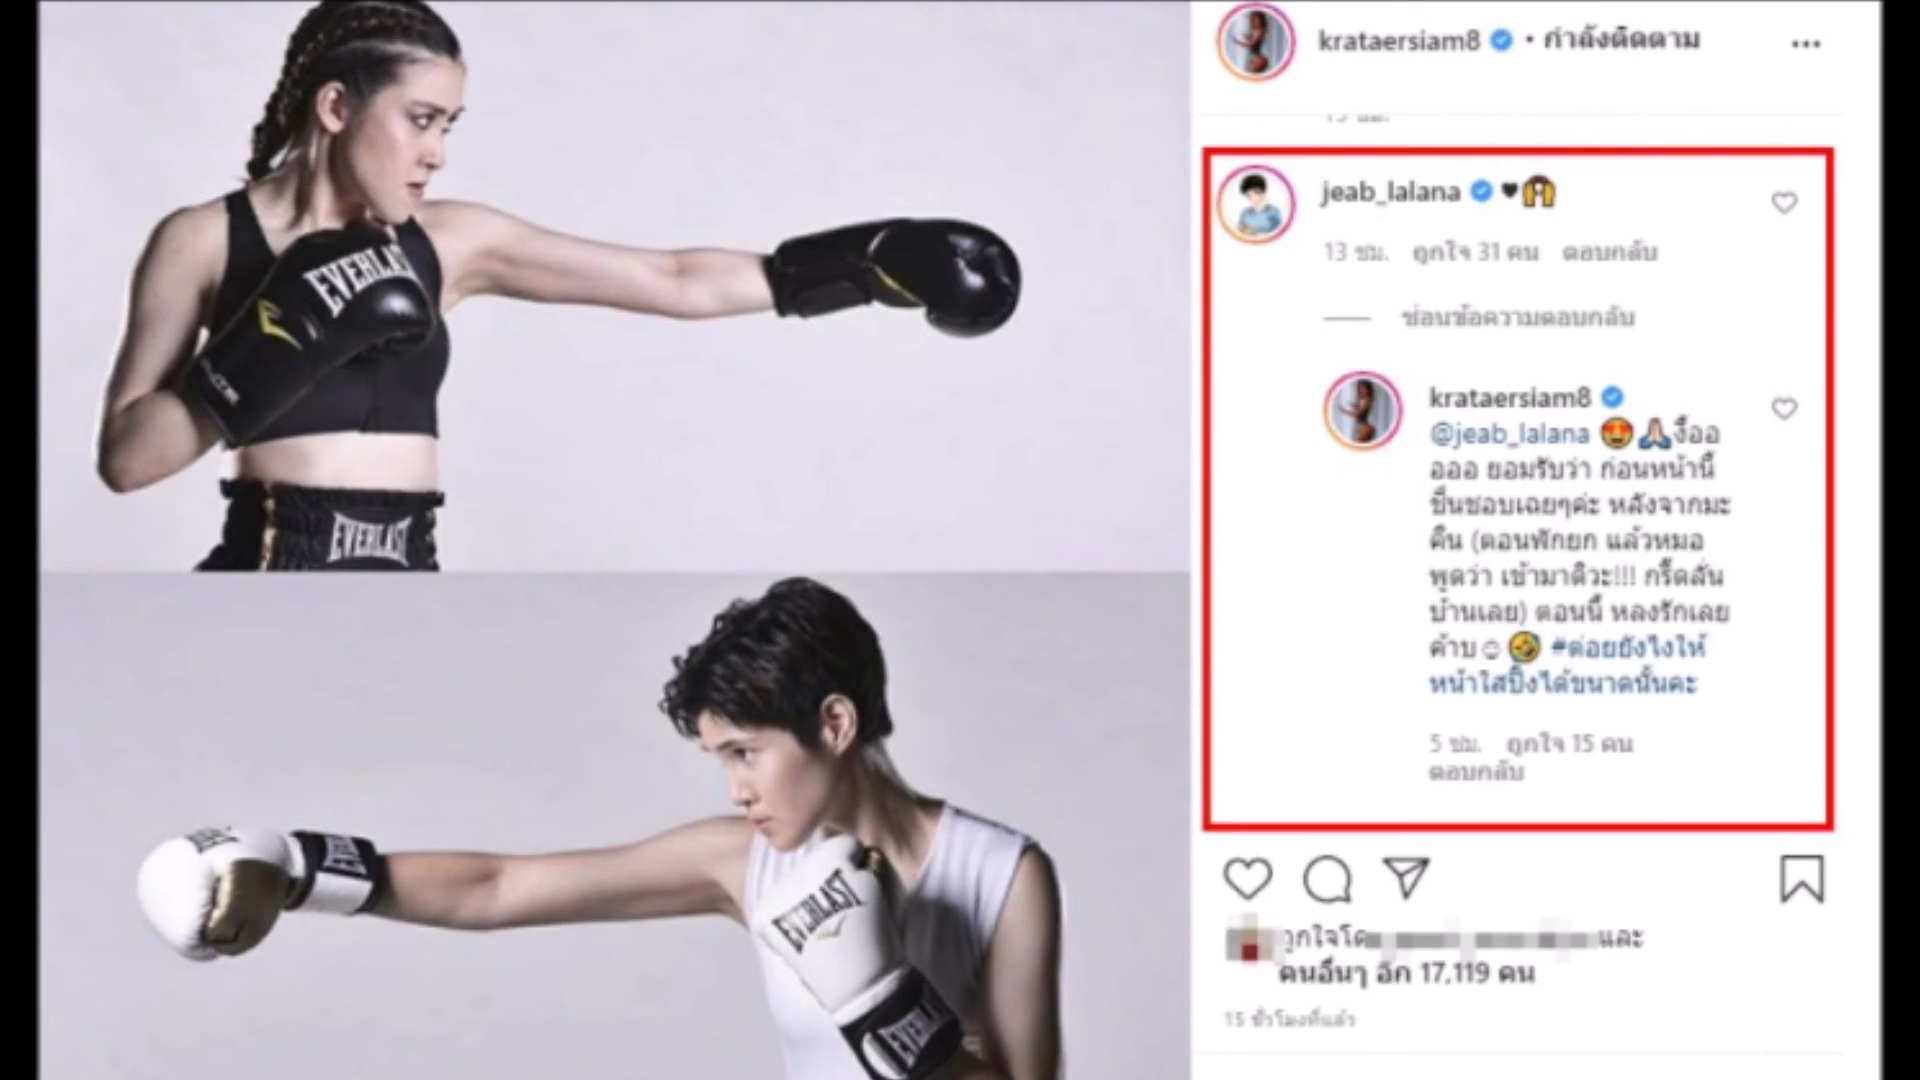 krataersiam8 • กำลังติดตาม
jeab_lalana
13 ชม. ถูกใจ 31 คน ตอบกลับ
ซ่อนข้อความตอบกลับ
krataersiam8
@jeab_lalana 😍🙏🏻งื้ออ
อออ ยอมรับว่า ก่อนหน้านี้
ชื่นชอบเฉยๆค่ะ หลังจากมะ
คืน (ตอนพักยก แล้วหมอ
พูดว่า เข้ามาดิวะ!!! กรี๊ดลั่น
บ้านเลย) ตอนนี้ หลงรักเลย
ค้าบ☺🤣 #ต่อยยังไงให้
หน้าใสปิ๊งได้ขนาดนั้นคะ
5 ชม. ถูกใจ 15 คน
ตอบกลับ
ถูกใจโดย และ
คนอื่นๆ อีก 17,119 คน
15 ชั่วโมงที่แล้ว
EVERLAST
EVERLAST
EVERLAST
EVERLAST